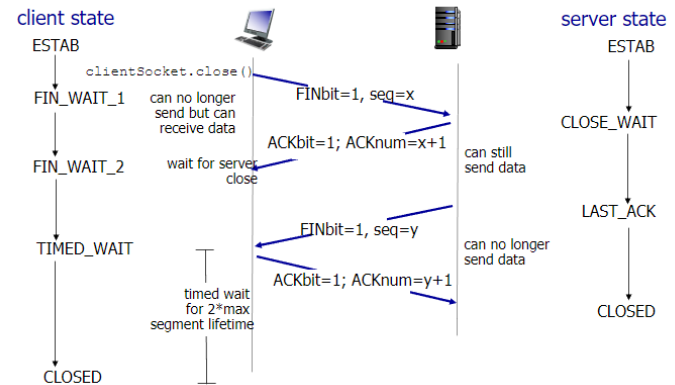 client state
server state
ESTAB
ESTAB
clientSocket.close()
FINbit=1, seq=x
FIN_WAIT_1
can no longer
send but can
receive data
CLOSE_WAIT
ACKbit=1; ACKnum=x+1
FIN_WAIT_2
wait for server
close
can still
send data
LAST_ACK
FINbit=1, seq=y
TIMED_WAIT
can no longer
send data
ACKbit=1; ACKnum=y+1
timed wait
for 2*max
segment lifetime
CLOSED
CLOSED